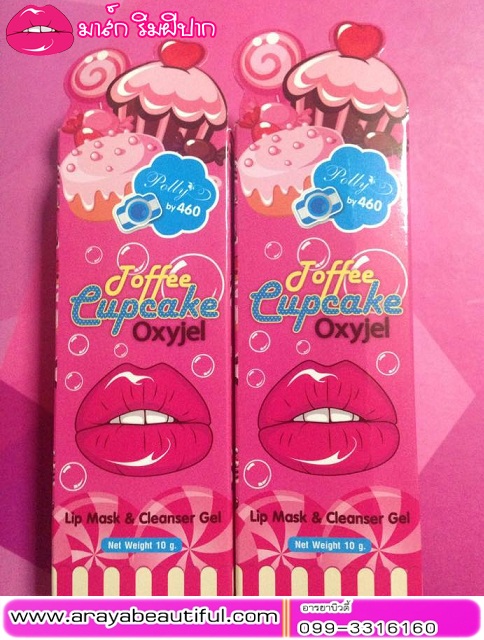 มาร์ก ริมฝีปาก
Polly
by 460
Toffee
Cupcake
Oxyjel
Lip Mask & Cleanser Gel
Net Weight 10 g.
Polly
by 460
Toffee
Cupcake
Oxyjel
Lip Mask & Cleanser Gel
Net Weight 10 g.
www.arayabeautiful.com
อารยาบิวตี้
099-3316160